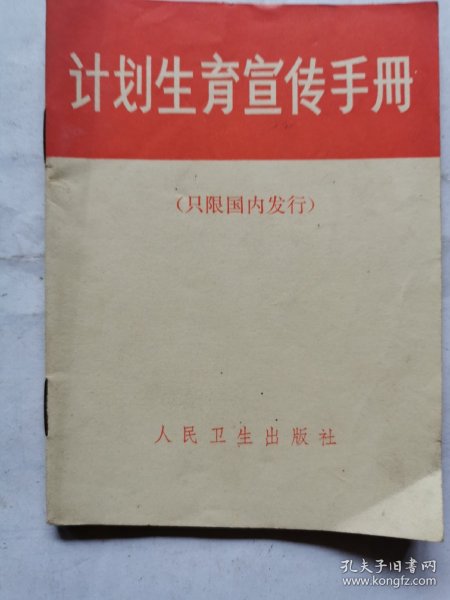 计划生育宣传手册
（只限国内发行）
人民卫生出版社
孔夫子旧书网
www.kongfz.com